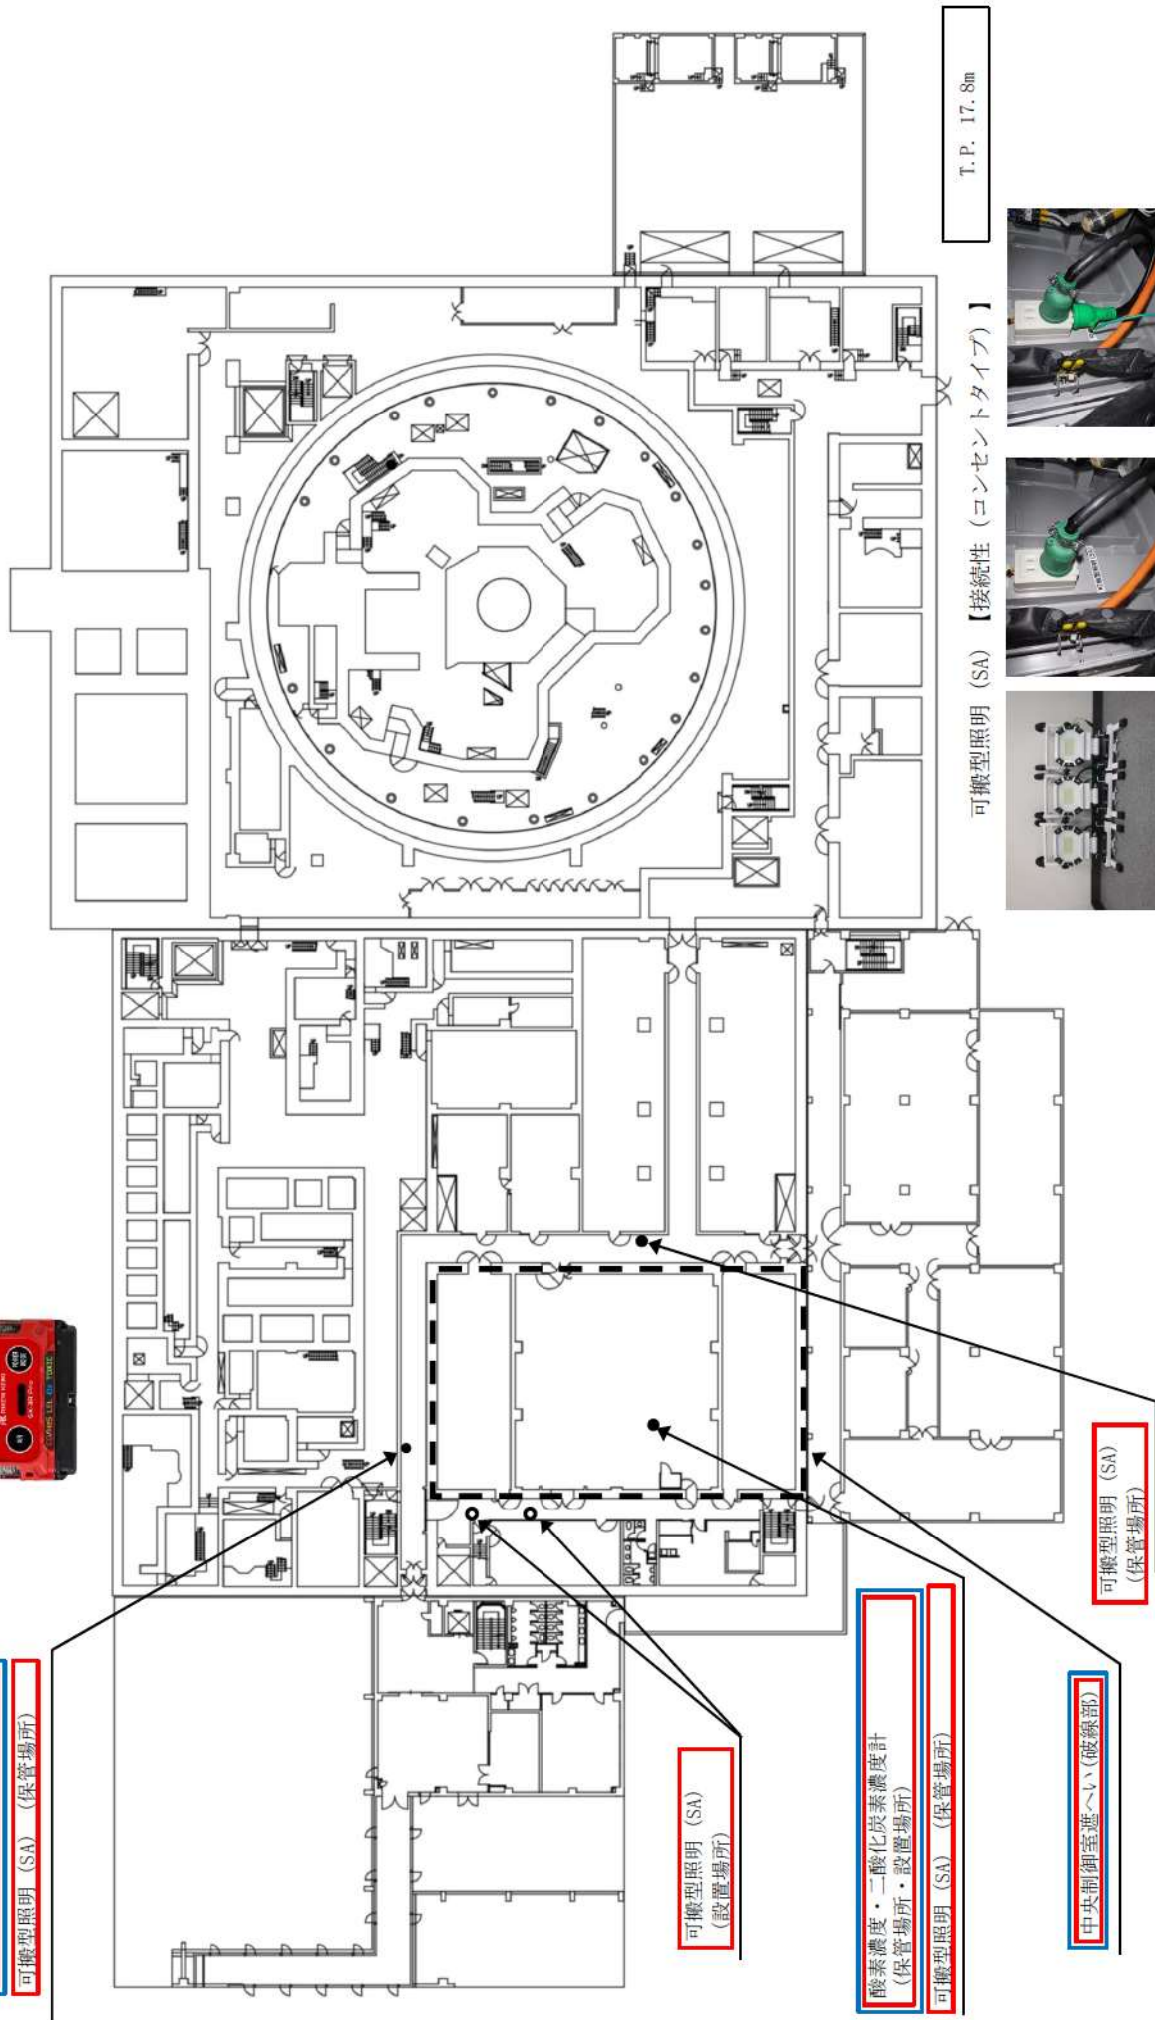 T.P. 17.8m
可搬型照明 (SA) 【接続性 (コンセントタイプ) 】
可搬型照明 (SA) (保管場所)
可搬型照明 (SA)
(設置場所)
酸素濃度・二酸化炭素濃度計
(保管場所・設置場所)
可搬型照明 (SA) (保管場所)
中央制御室遮へい (破線部)
可搬型照明 (SA)
(保管場所)